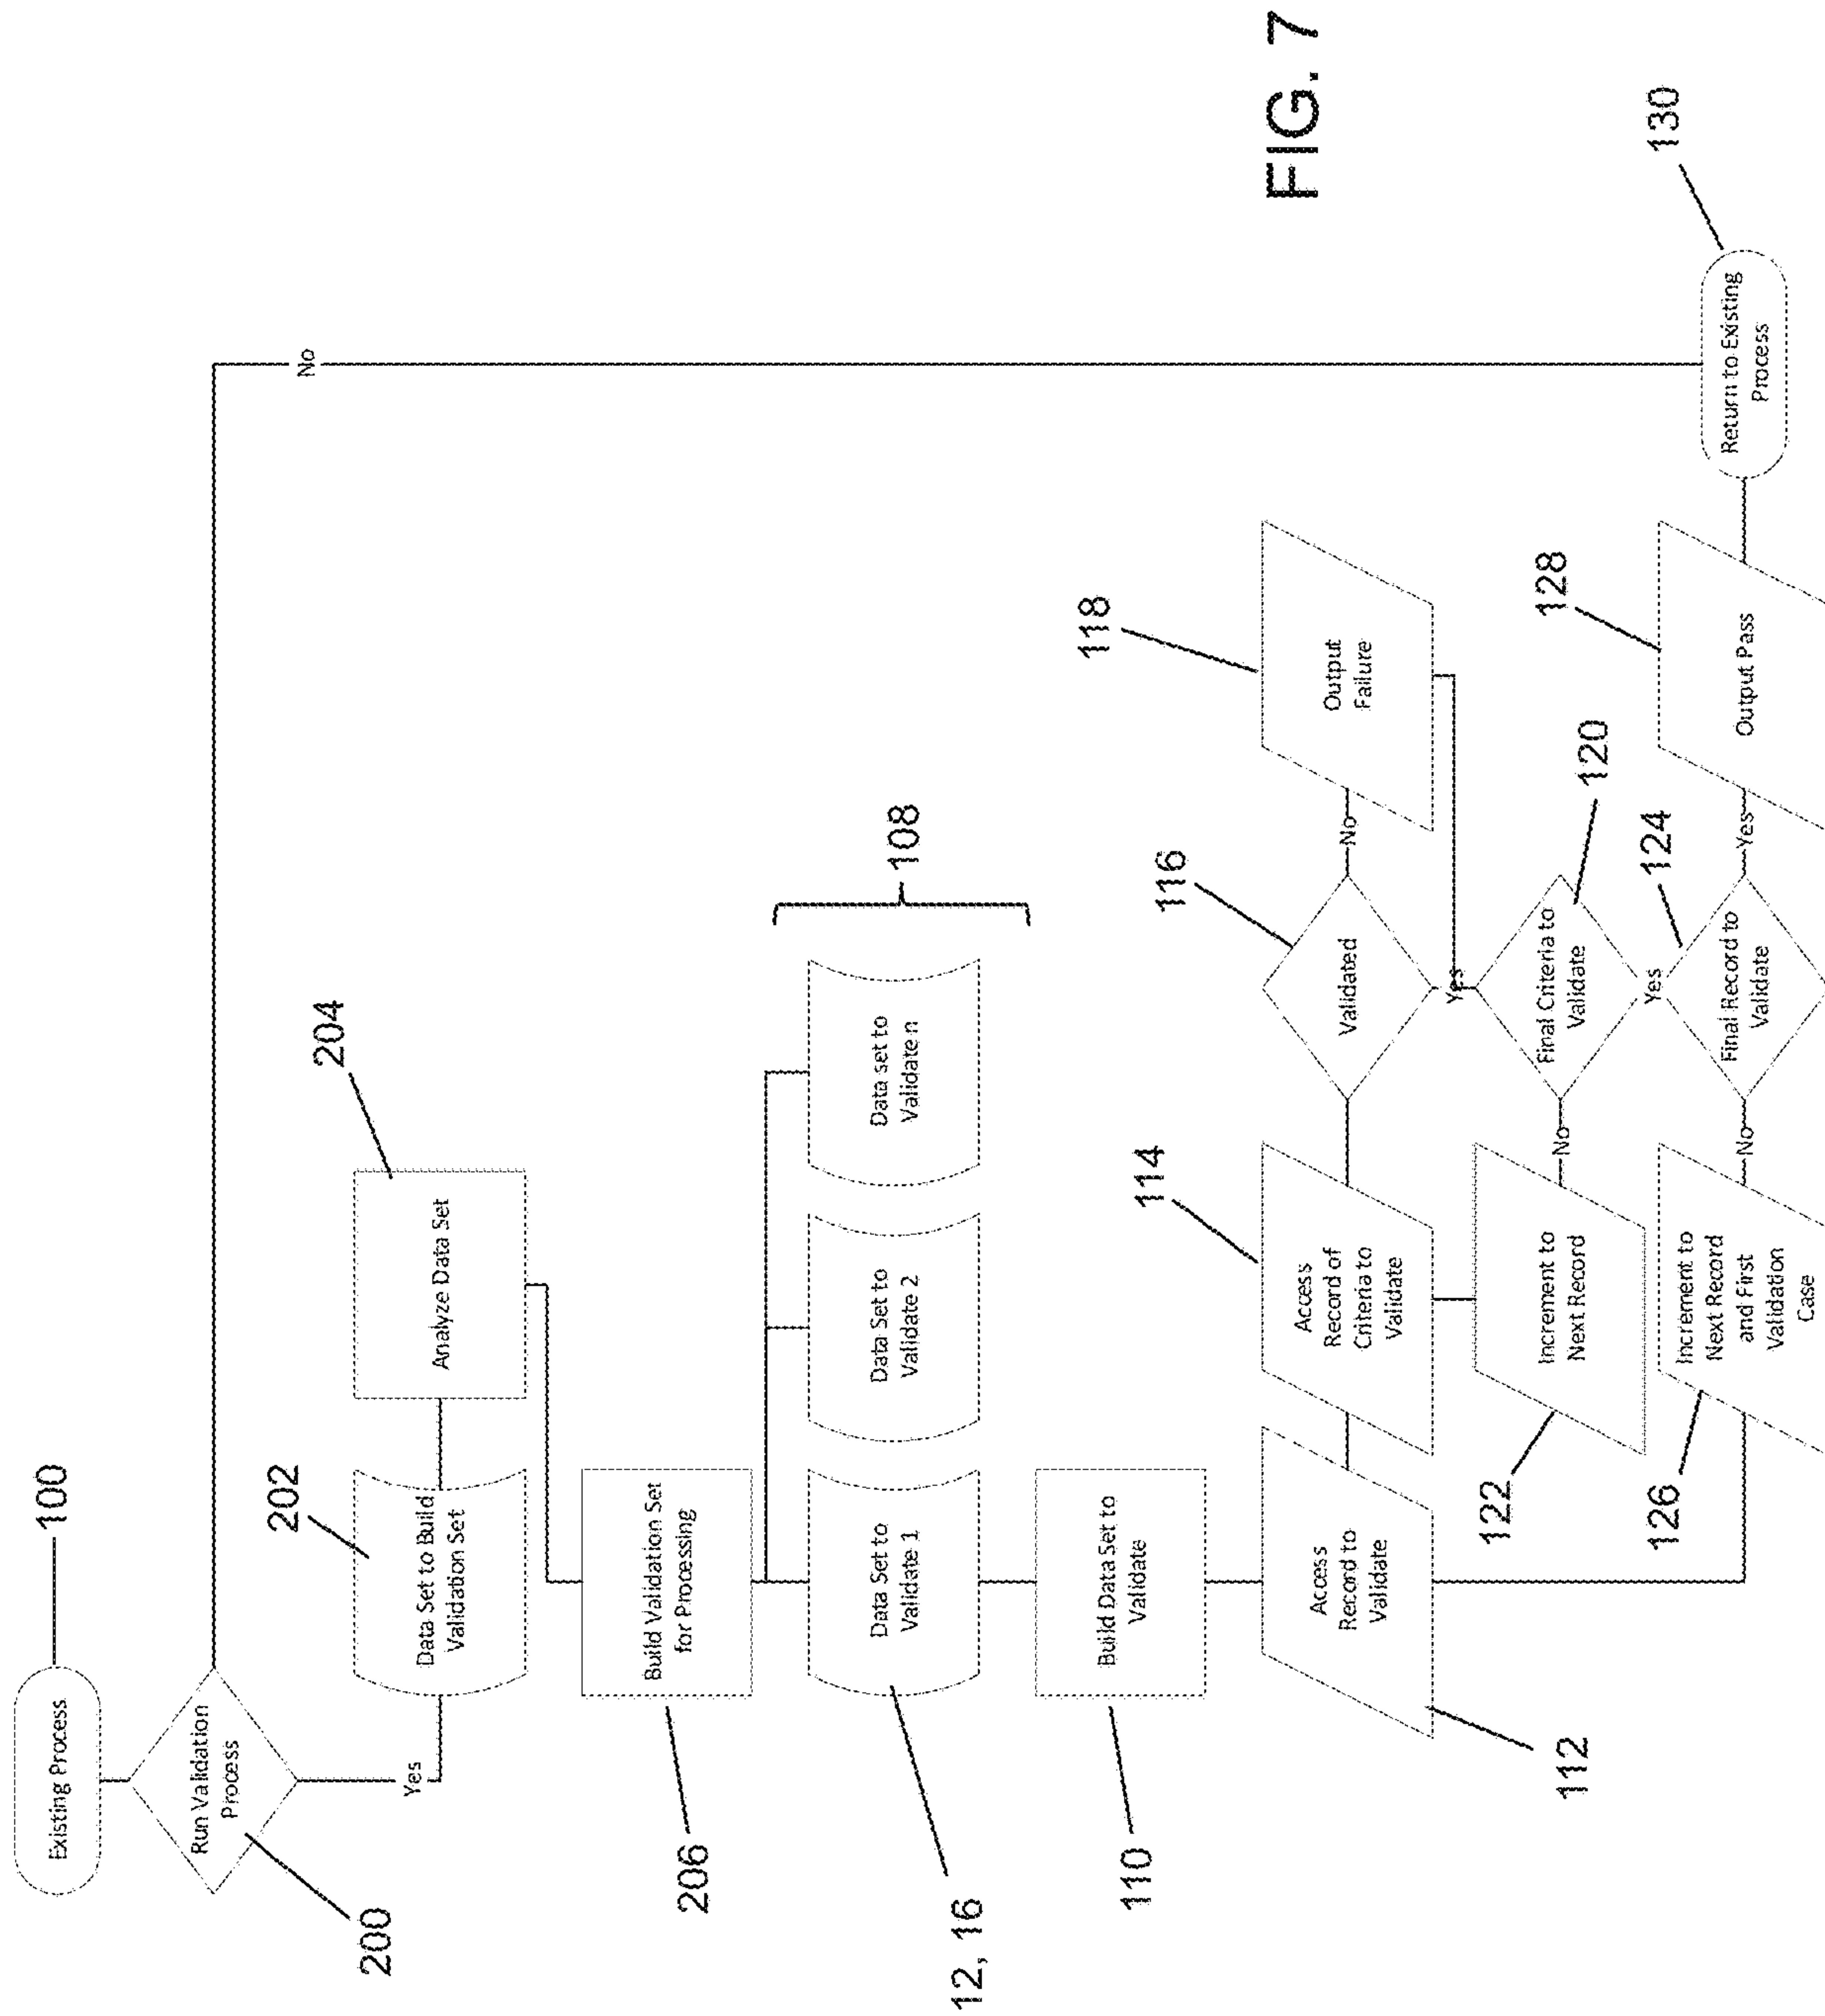 100
Existing Process
Run Validation
Process
200
No
Yes
202
Data Set to Build
Validation Set
204
Analyze Data Set
Build Validation Set
for Processing
206
Data Set to
Validate 1
Data Set to
Validate 2
Data set to
Validate n
108
12, 16
Build Data Set to
Validate
110
Access
Record to
Validate
112
Access
Record of
Criteria to
Validate
114
Validated
116
No
Output
Failure
118
Yes
Increment to
Next Record
122
No
Final Criteria to
Validate
120
Yes
Increment to
Next Record
and First
Validation
Case
126
No
Final Record to
Validate
124
Yes
Output Pass
128
Return to Existing
Process
130
FIG. 7